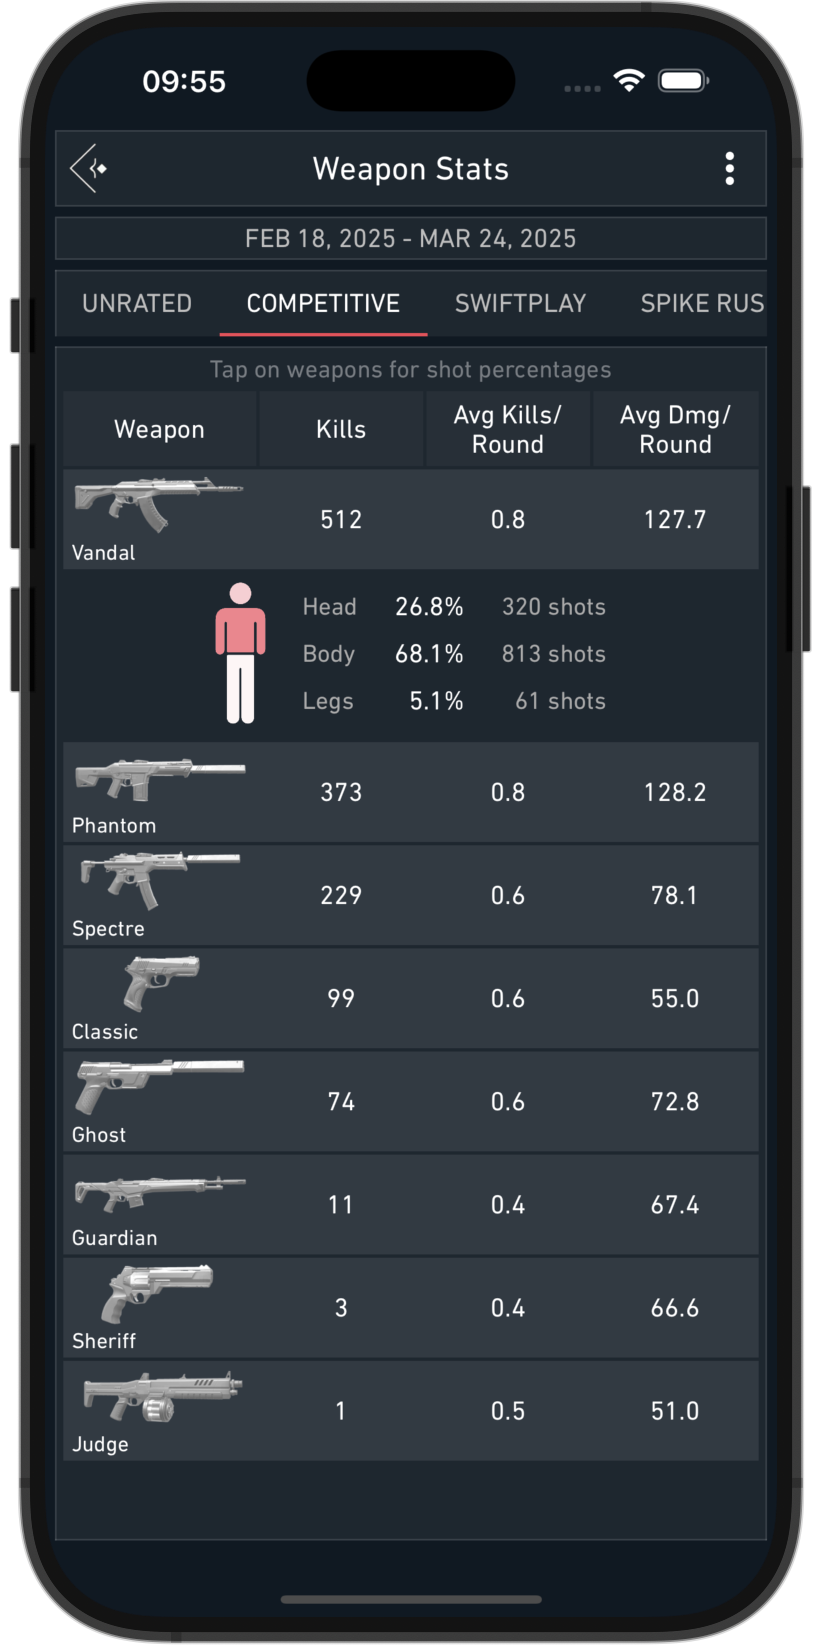 09:55
Weapon Stats
FEB 18, 2025 - MAR 24, 2025
UNRATED COMPETITIVE SWIFTPLAY SPIKE RUS
Tap on weapons for shot percentages
Weapon Kills Avg Kills/ Avg Dmg/
Round Round
512 0.8 127.7
Vandal
Head 26.8% 320 shots
Body 68.1% 813 shots
Legs 5.1% 61 shots
373 0.8 128.2
Phantom
229 0.6 78.1
Spectre
99 0.6 55.0
Classic
74 0.6 72.8
Ghost
11 0.4 67.4
Guardian
3 0.4 66.6
Sheriff
1 0.5 51.0
Judge